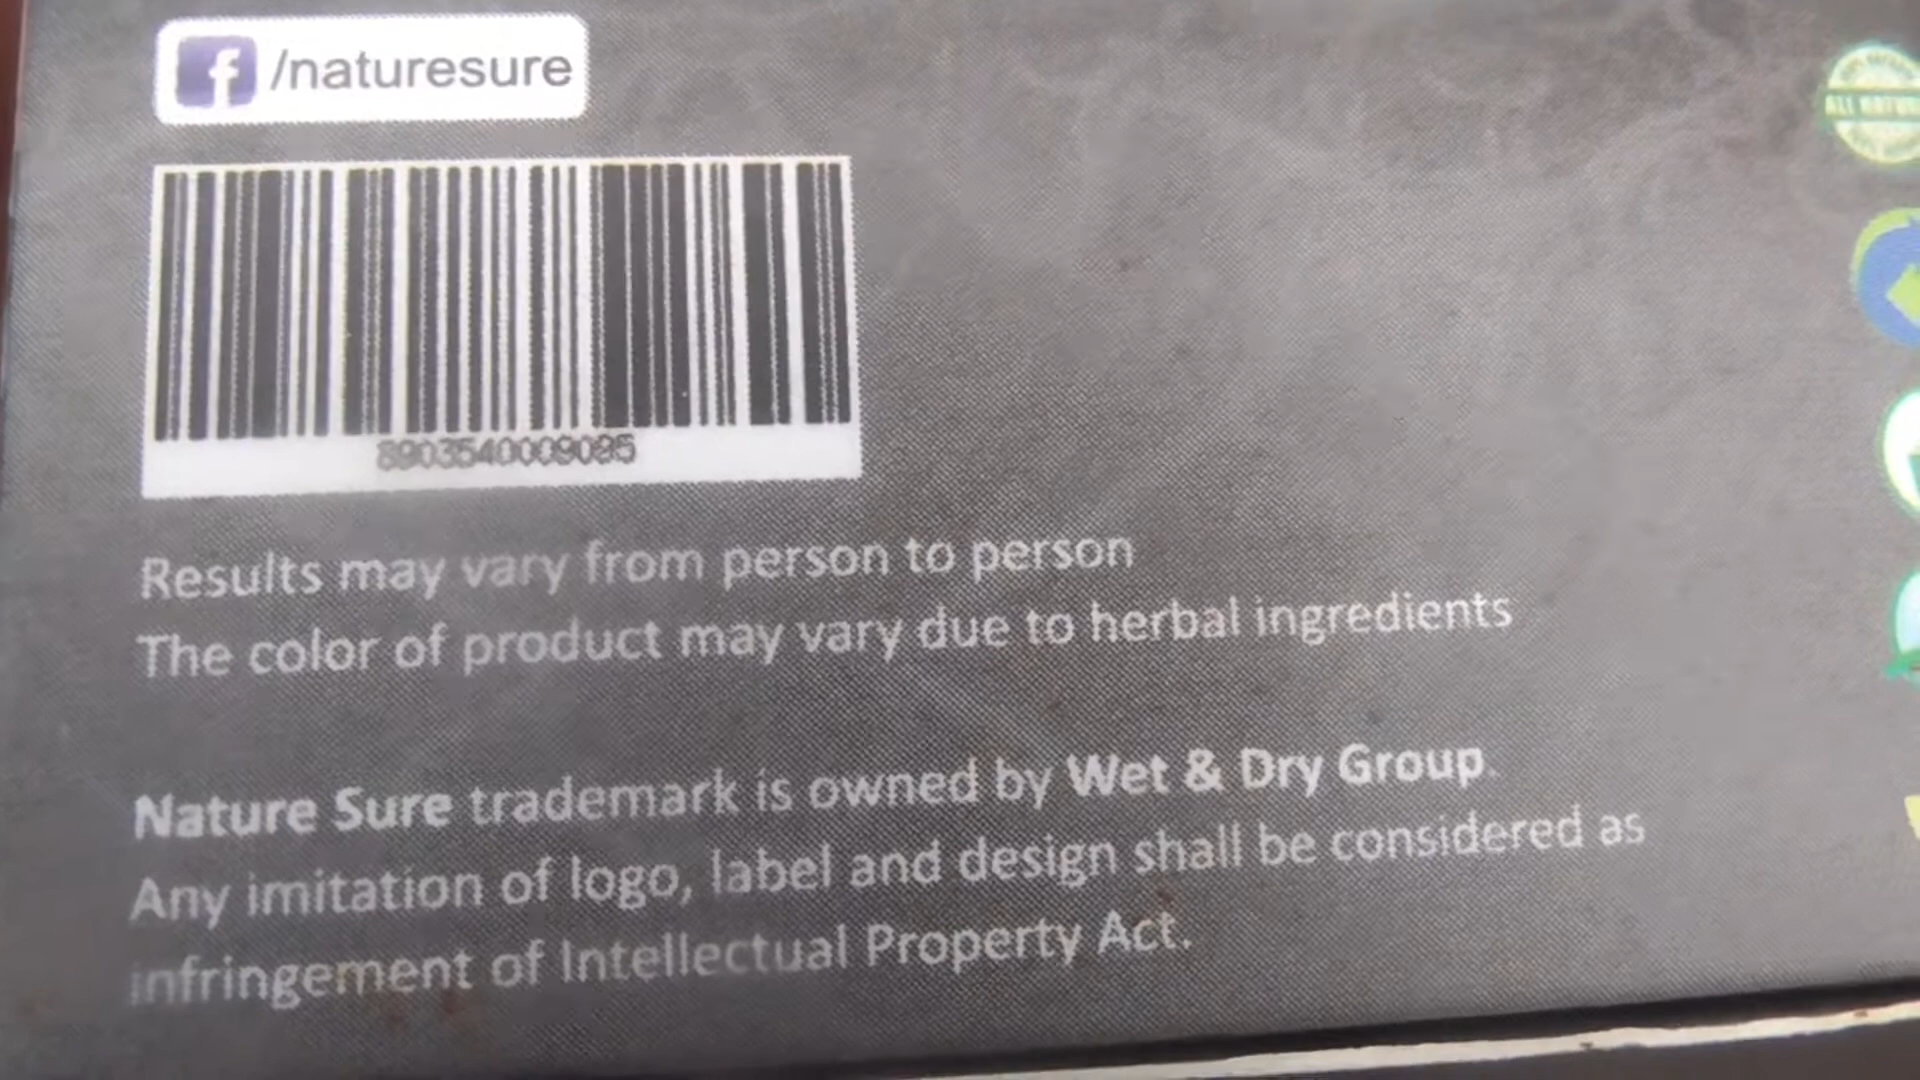 f/naturesure
8903540009095
Results may vary from person to person
The color of product may vary due to herbal ingredients
Nature Sure trademark is owned by Wet & Dry Group.
Any imitation of logo, label and design shall be considered as
infringement of Intellectual Property Act.
ALL